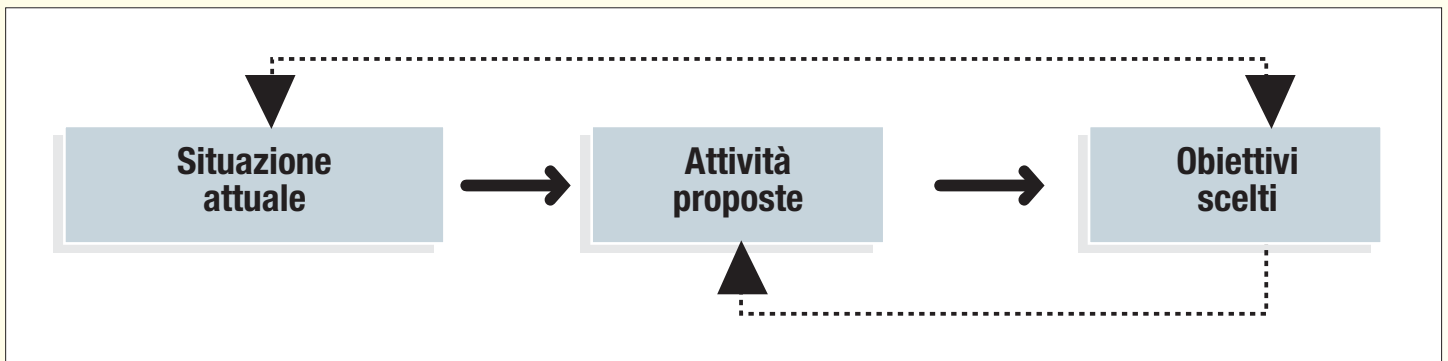 Situazione
attuale
Attività
proposte
Obiettivi
scelti